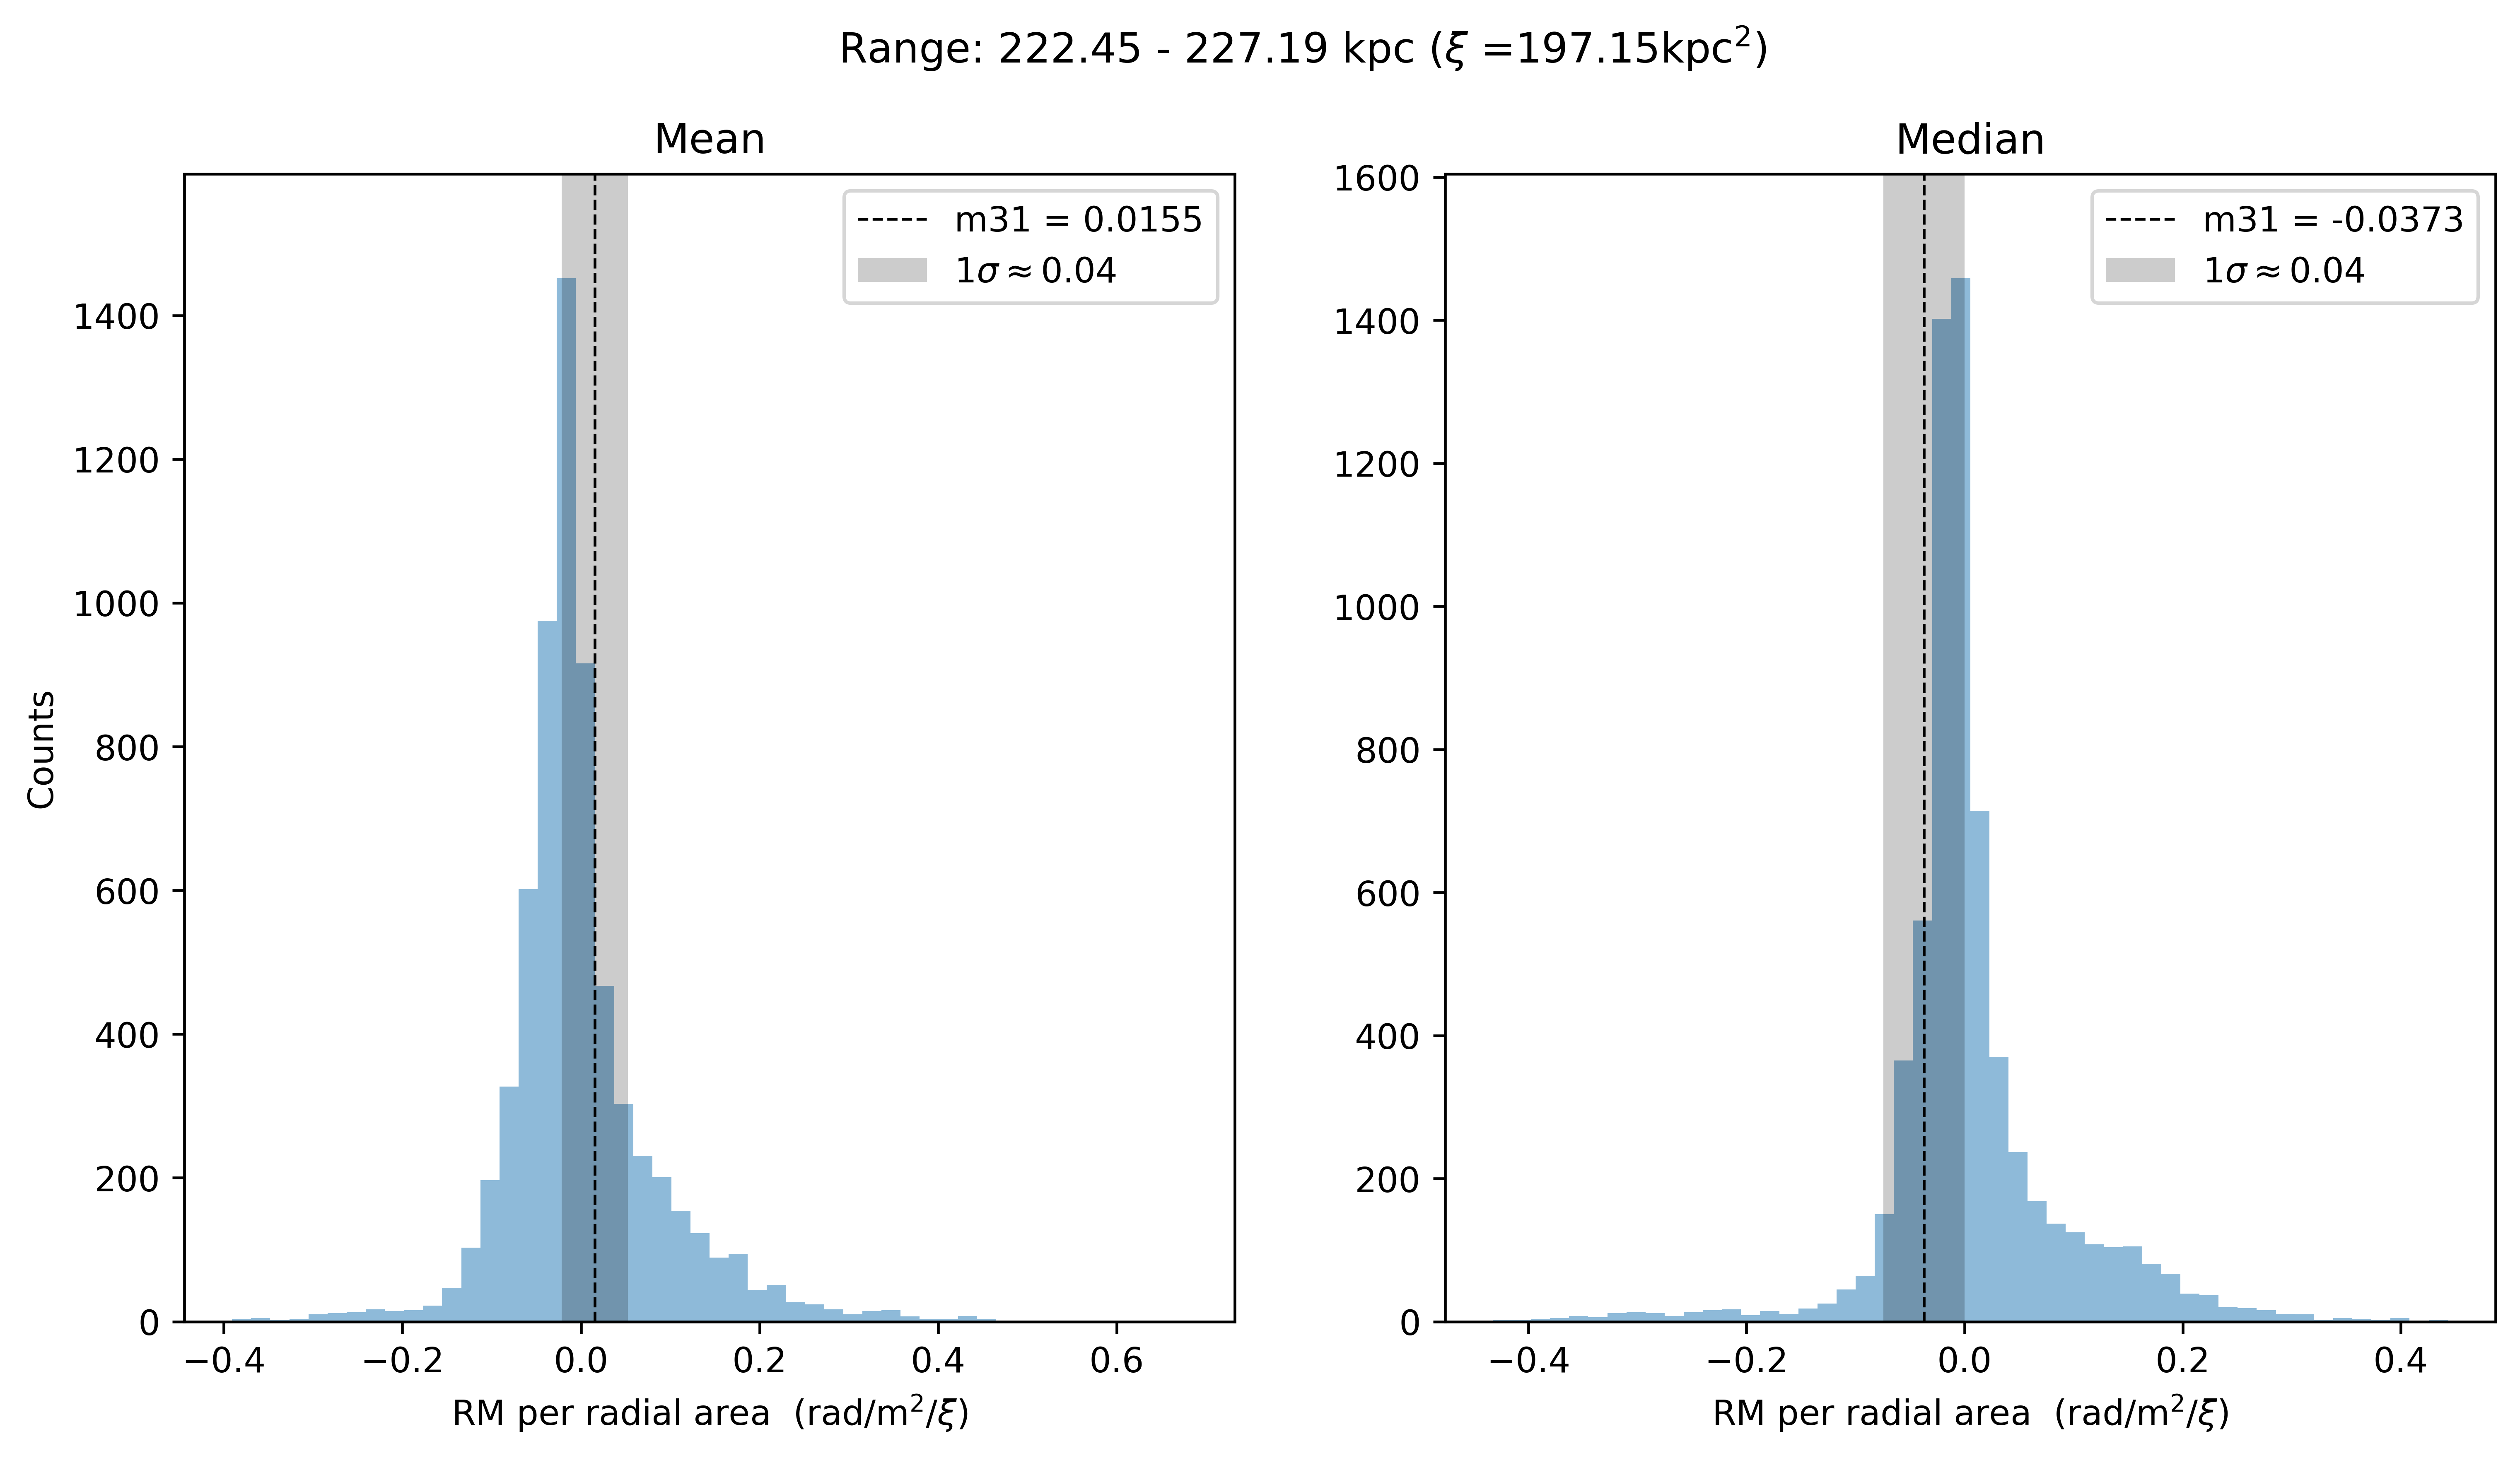 Range: 222.45 - 227.19 kpc (ξ =197.15kpc²)
Mean
m31 = 0.0155
1σ ≈ 0.04
1400
1200
1000
800
600
400
200
0
Counts
−0.4 −0.2 0.0 0.2 0.4 0.6
RM per radial area (rad/m²/ξ)
Median
m31 = -0.0373
1σ ≈ 0.04
1600
1400
1200
1000
800
600
400
200
0
−0.4 −0.2 0.0 0.2 0.4
RM per radial area (rad/m²/ξ)